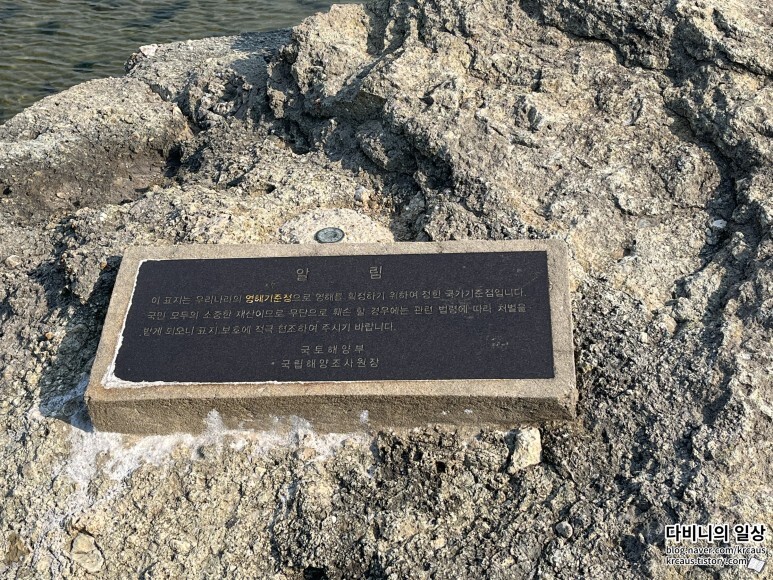 알 림
이 표지는 우리나라의 영해기준점으로 영해를 획정하기 위하여 정한 국가기준점입니다.
국민 모두의 소중한 재산이므로 무단으로 훼손 할 경우에는 관련 법령에 따라 처벌을
받게 되오니 표지 보호에 적극 협조하여 주시기 바랍니다.
국토해양부
국립해양조사원장
다비니의 일상
blog.naver.com/krcaus
krcaus.tistory.com